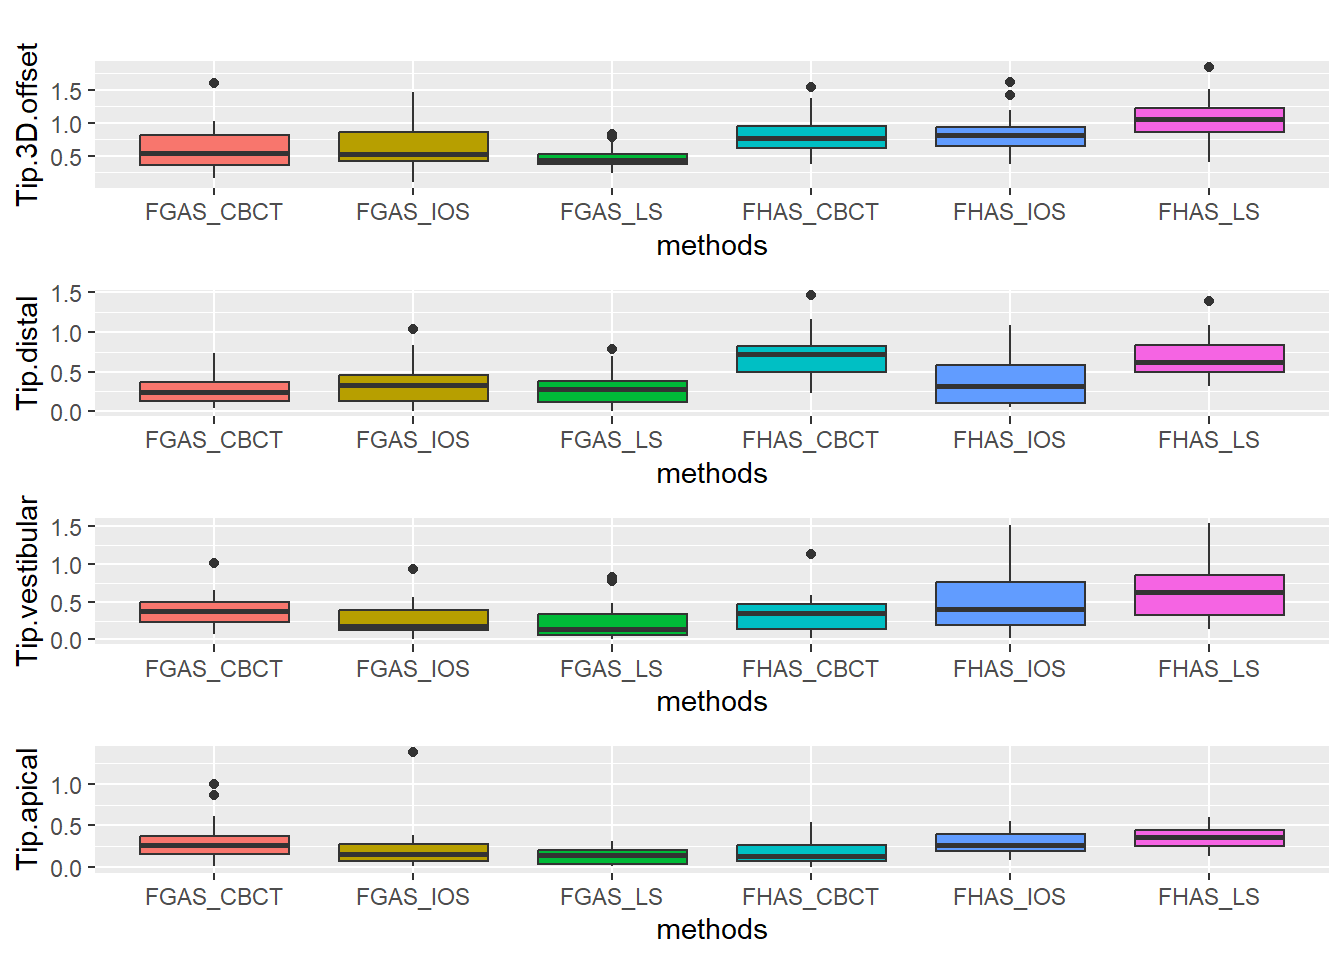 Tip.3D.offset
1.5
1.0
0.5
FGAS_CBCT FGAS_IOS FGAS_LS FHAS_CBCT FHAS_IOS FHAS_LS
methods
Tip.distal
1.5
1.0
0.5
0.0
FGAS_CBCT FGAS_IOS FGAS_LS FHAS_CBCT FHAS_IOS FHAS_LS
methods
Tip.vestibular
1.5
1.0
0.5
0.0
FGAS_CBCT FGAS_IOS FGAS_LS FHAS_CBCT FHAS_IOS FHAS_LS
methods
Tip.apical
1.0
0.5
0.0
FGAS_CBCT FGAS_IOS FGAS_LS FHAS_CBCT FHAS_IOS FHAS_LS
methods